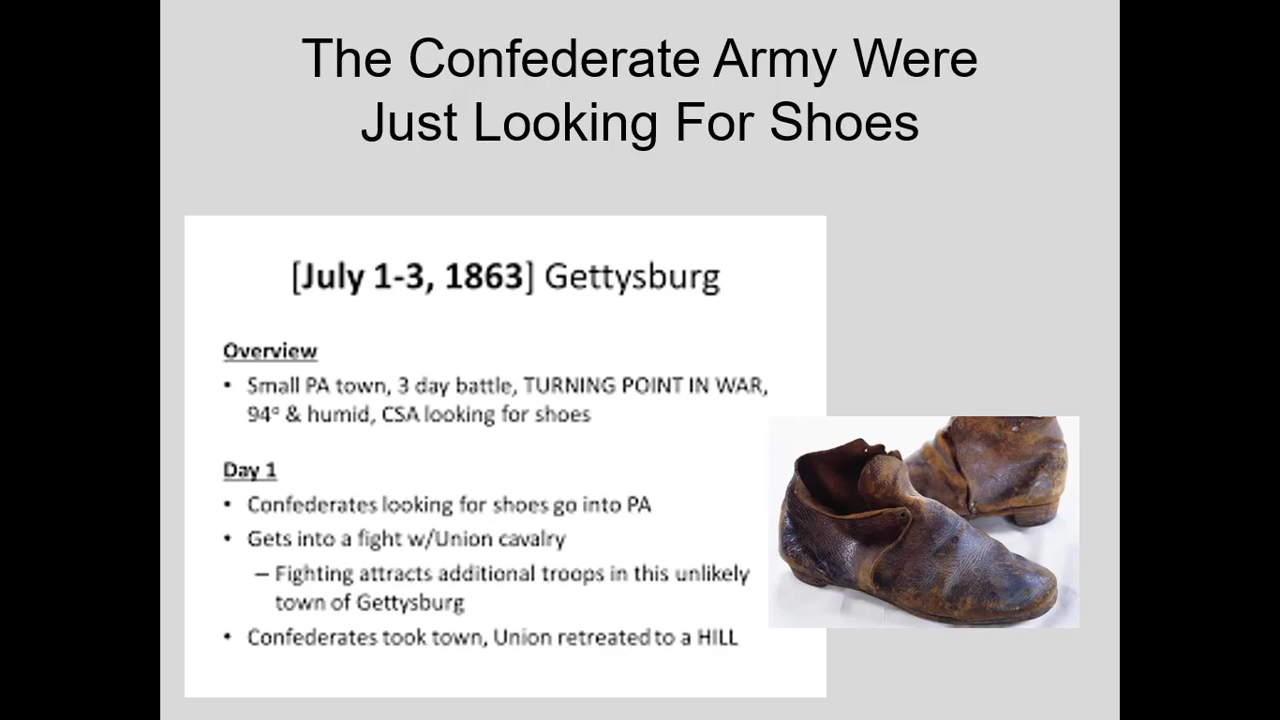 The Confederate Army Were
Just Looking For Shoes
[July 1-3, 1863] Gettysburg
Overview
• Small PA town, 3 day battle, TURNING POINT IN WAR,
94° & humid, CSA looking for shoes
Day 1
• Confederates looking for shoes go into PA
• Gets into a fight w/Union cavalry
– Fighting attracts additional troops in this unlikely
town of Gettysburg
• Confederates took town, Union retreated to a HILL